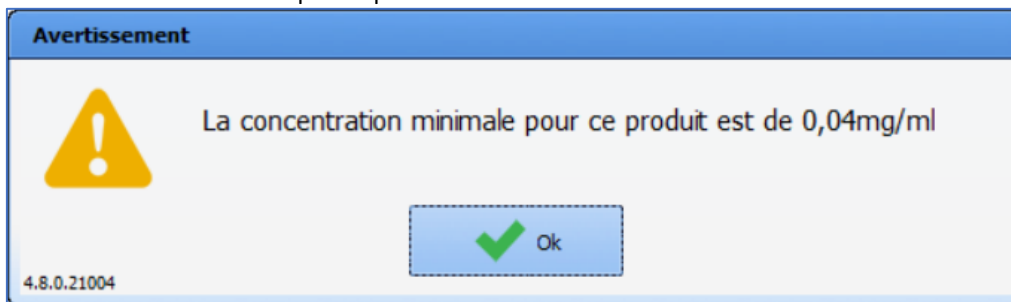 Avertissement
La concentration minimale pour ce produit est de 0,04mg/ml
Ok
4.8.0.21004